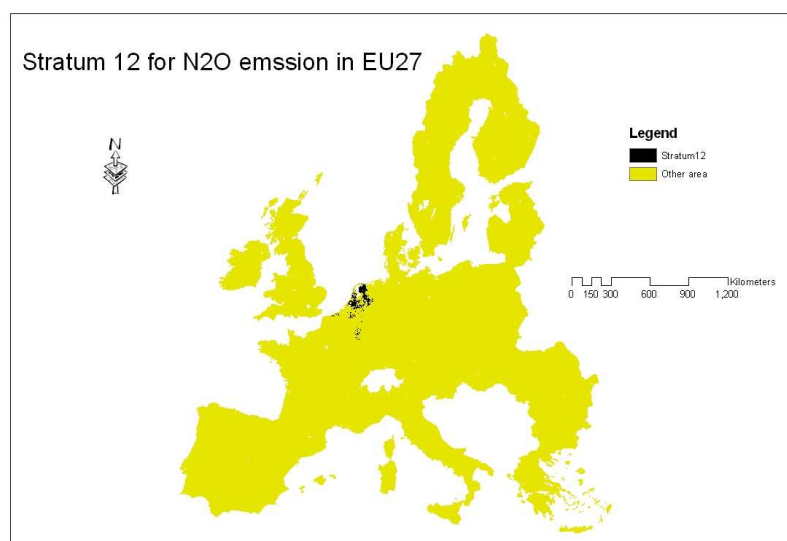 Stratum 12 for N2O emssion in EU27
N
Legend
Stratum12
Other area
Kilometers
0 150 300 600 900 1,200